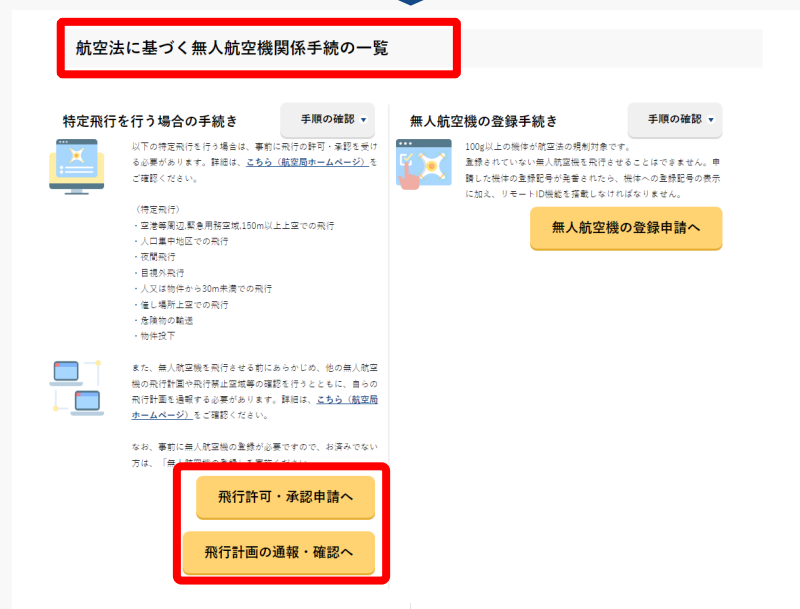 航空法に基づく無人航空機関係手続の一覧
特定飛行を行う場合の手続き
手順の確認
以下の特定飛行を行う場合は、事前に飛行の許可・承認を受け
る必要があります。詳細は、こちら（航空局ホームページ）を
ご確認ください。
（特定飛行）
・空港等周辺,緊急用務空域,150m以上上空での飛行
・人口集中地区での飛行
・夜間飛行
・目視外飛行
・人又は物件から30m未満での飛行
・催し場所上空での飛行
・危険物の輸送
・物件投下
また、無人航空機を飛行させる前にあらかじめ、他の無人航空
機の飛行計画や飛行禁止空域等の確認を行うとともに、自らの
飛行計画を通報する必要があります。詳細は、こちら（航空局
ホームページ）をご確認ください。
なお、事前に無人航空機の登録が必要ですので、お済みでない
方は、「無人航空機の登録」を実施ください。
飛行許可・承認申請へ
飛行計画の通報・確認へ
無人航空機の登録手続き
手順の確認
100g以上の機体が航空法の規制対象です。
登録されていない無人航空機を飛行させることはできません。申
請した機体の登録記号が発番されたら、機体への登録記号の表示
に加え、リモートID機能を搭載しなければなりません。
無人航空機の登録申請へ